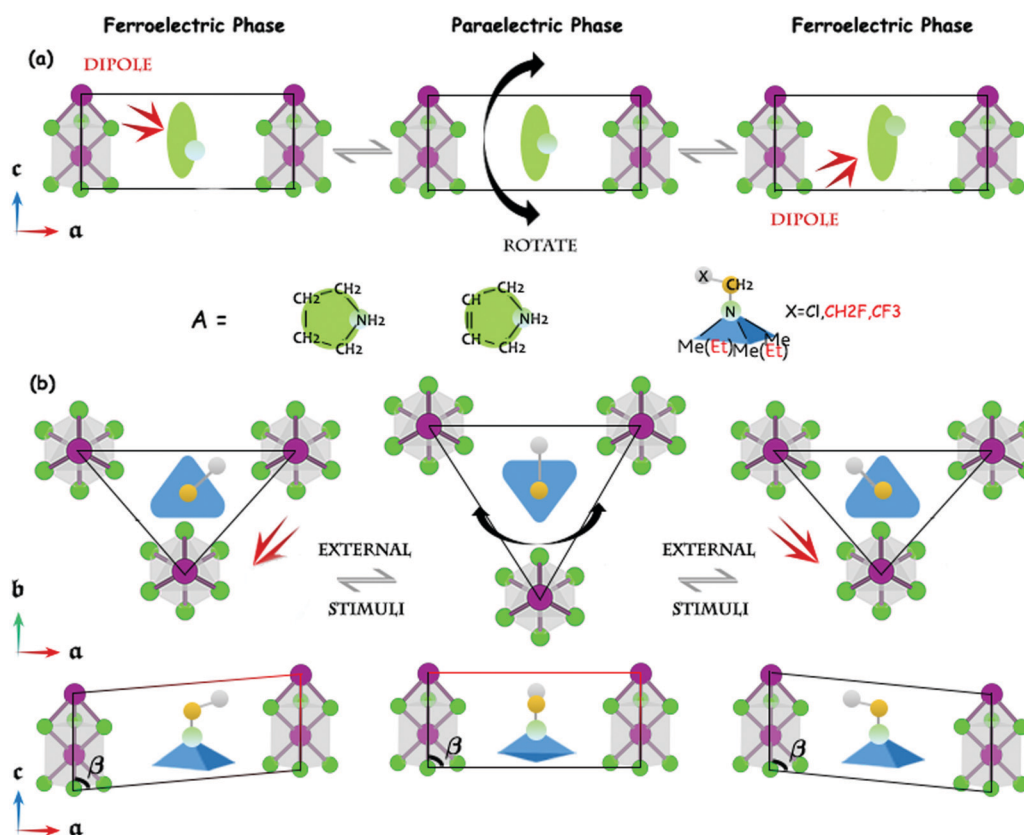 Ferroelectric Phase Paraelectric Phase Ferroelectric Phase
(a)
DIPOLE
c
a
ROTATE
DIPOLE
A =
CH2 CH2 NH2 CH2 CH2
CH CH2 NH2 CH CH2
X CH2 N Me(Et) Me(Et) Me
X=Cl,CH2F,CF3
(b)
EXTERNAL STIMULI
EXTERNAL STIMULI
b
a
β
β
β
c
a